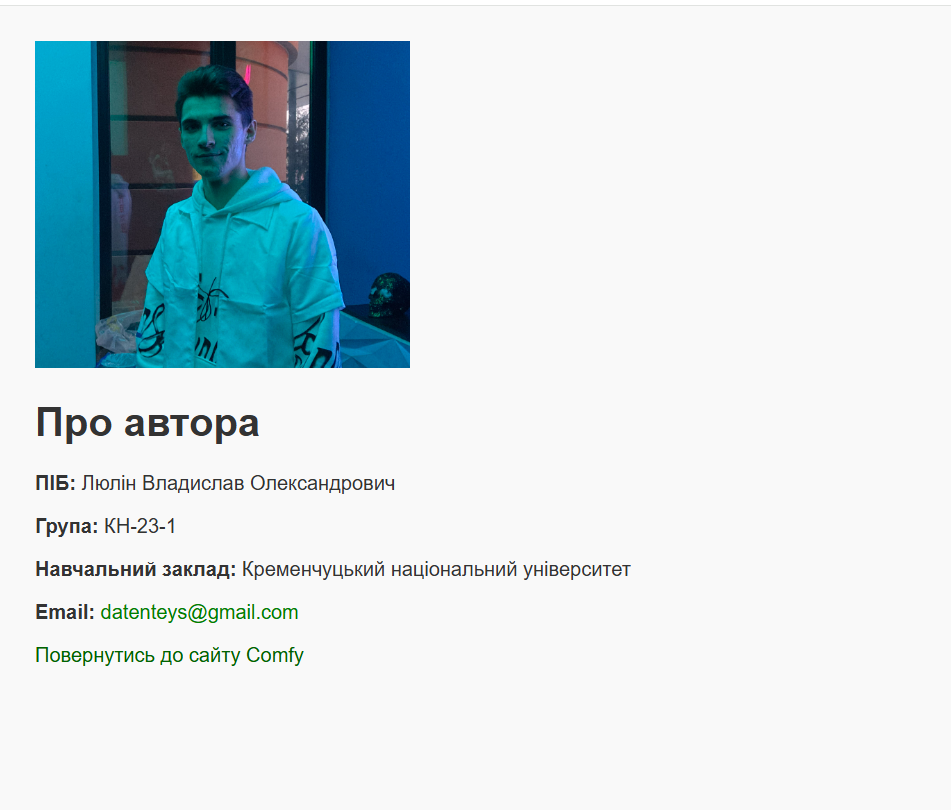 Про автора
ПІБ: Люлін Владислав Олександрович
Група: КН-23-1
Навчальний заклад: Кременчуцький національний університет
Email: datenteys@gmail.com
Повернутись до сайту Comfy